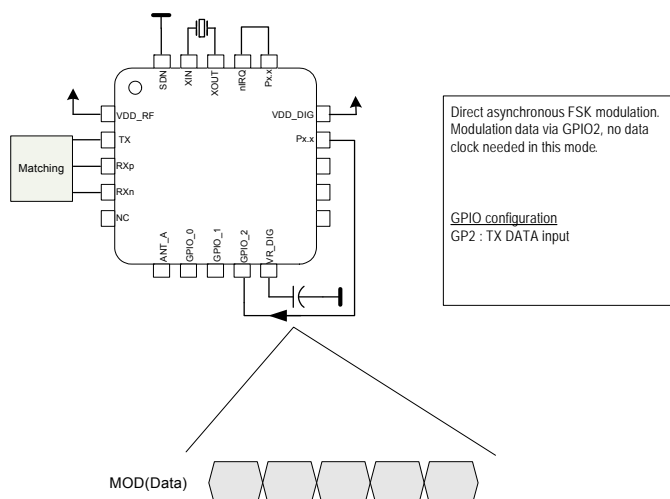 SDN
XIN
XOUT
nIRQ
Px.x
VDD_RF
VDD_DIG
TX
Px.x
Matching
RXp
RXn
NC
ANT_A
GPIO_0
GPIO_1
GPIO_2
VR_DIG
Direct asynchronous FSK modulation.
Modulation data via GPIO2, no data
clock needed in this mode.
GPIO configuration
GP2 : TX DATA input
MOD(Data)